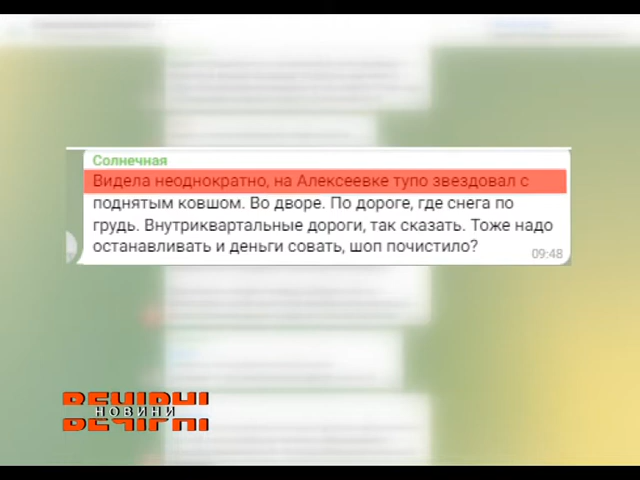 Солнечная
Видела неоднократно, на Алексеевке тупо звездовал с
поднятым ковшом. Во дворе. По дороге, где снега по
грудь. Внутриквартальные дороги, так сказать. Тоже надо
останавливать и деньги совать, шоп почистило?
09:48
ВЕЧІРНІ
НОВИНИ
ВЕЧІРНІ